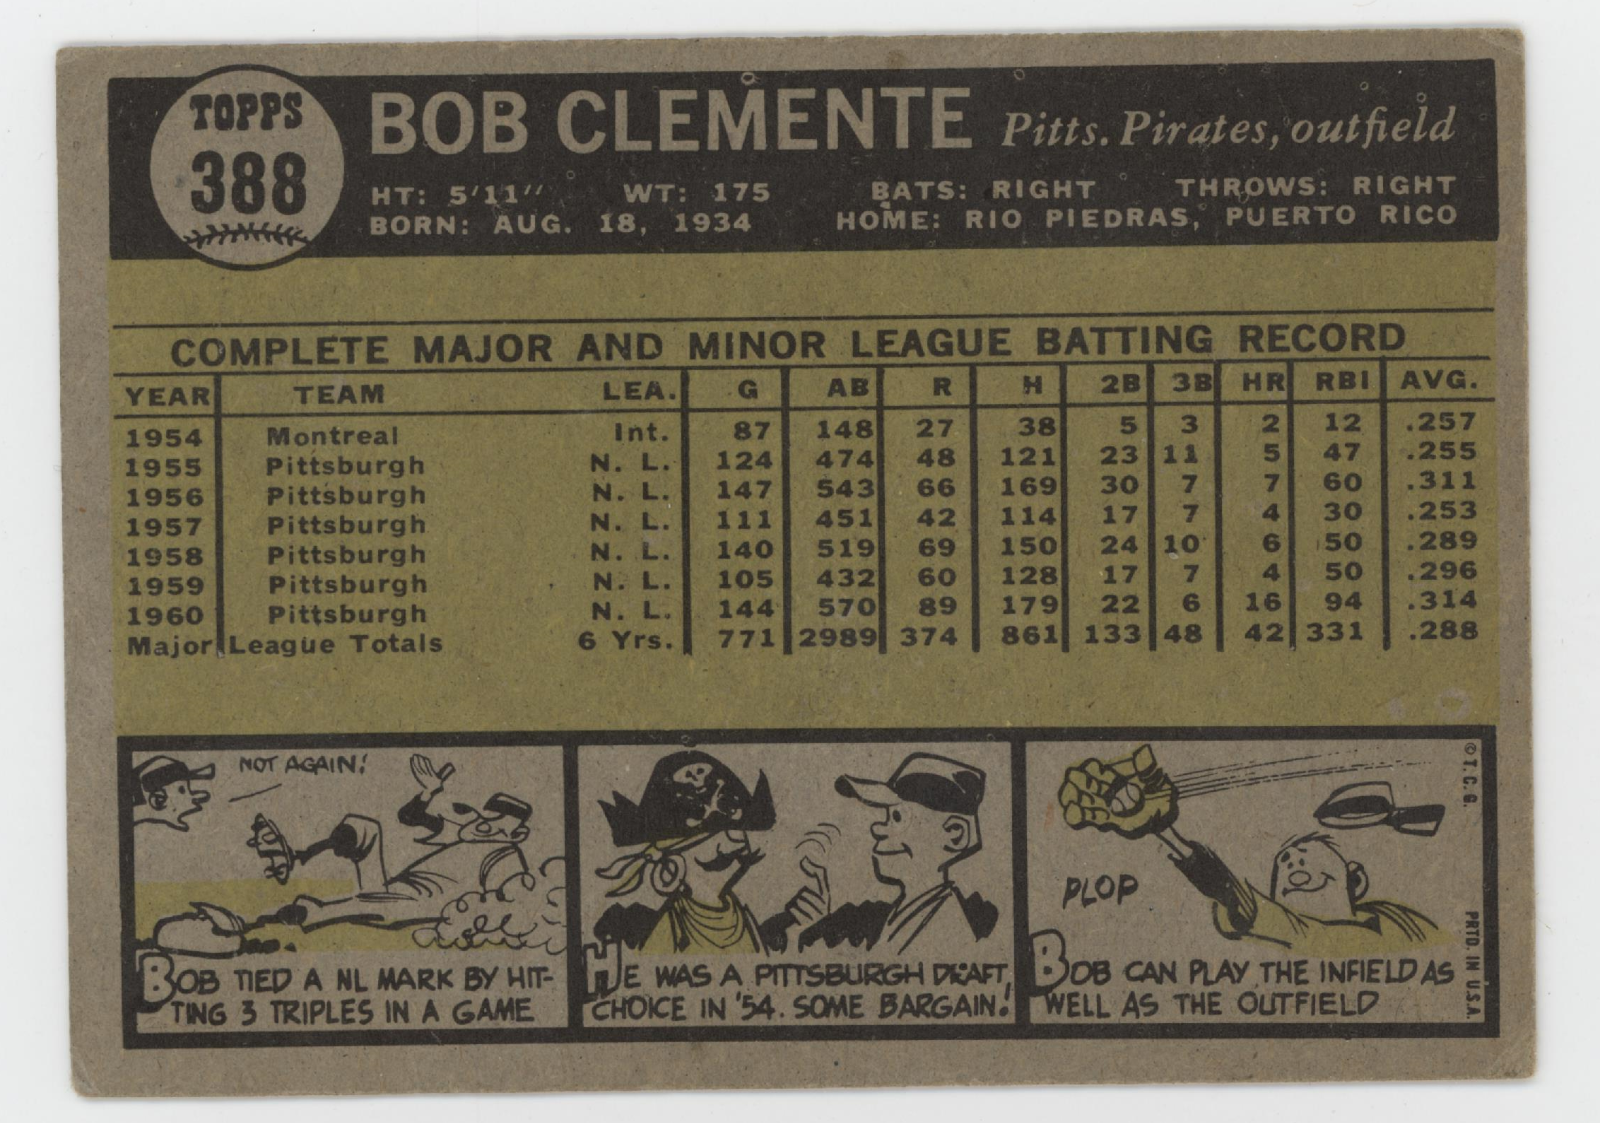 TOPPS
388
BOB CLEMENTE Pitts. Pirates, outfield
HT: 5'11" WT: 175 BATS: RIGHT THROWS: RIGHT
BORN: AUG. 18, 1934 HOME: RIO PIEDRAS, PUERTO RICO
COMPLETE MAJOR AND MINOR LEAGUE BATTING RECORD
YEAR TEAM LEA. G AB R H 2B 3B HR RBI AVG.
1954 Montreal Int. 87 148 27 38 5 3 2 12 .257
1955 Pittsburgh N. L. 124 474 48 121 23 11 5 47 .255
1956 Pittsburgh N. L. 147 543 66 169 30 7 7 60 .311
1957 Pittsburgh N. L. 111 451 42 114 17 7 4 30 .253
1958 Pittsburgh N. L. 140 519 69 150 24 10 6 50 .289
1959 Pittsburgh N. L. 105 432 60 128 17 7 4 50 .296
1960 Pittsburgh N. L. 144 570 89 179 22 6 16 94 .314
Major League Totals 6 Yrs. 771 2989 374 861 133 48 42 331 .288
NOT AGAIN!
BOB TIED A NL MARK BY HIT-
TING 3 TRIPLES IN A GAME
HE WAS A PITTSBURGH DRAFT
CHOICE IN '54. SOME BARGAIN!
PLOP
BOB CAN PLAY THE INFIELD AS
WELL AS THE OUTFIELD
© T. C. G.
PRTD. IN U.S.A.